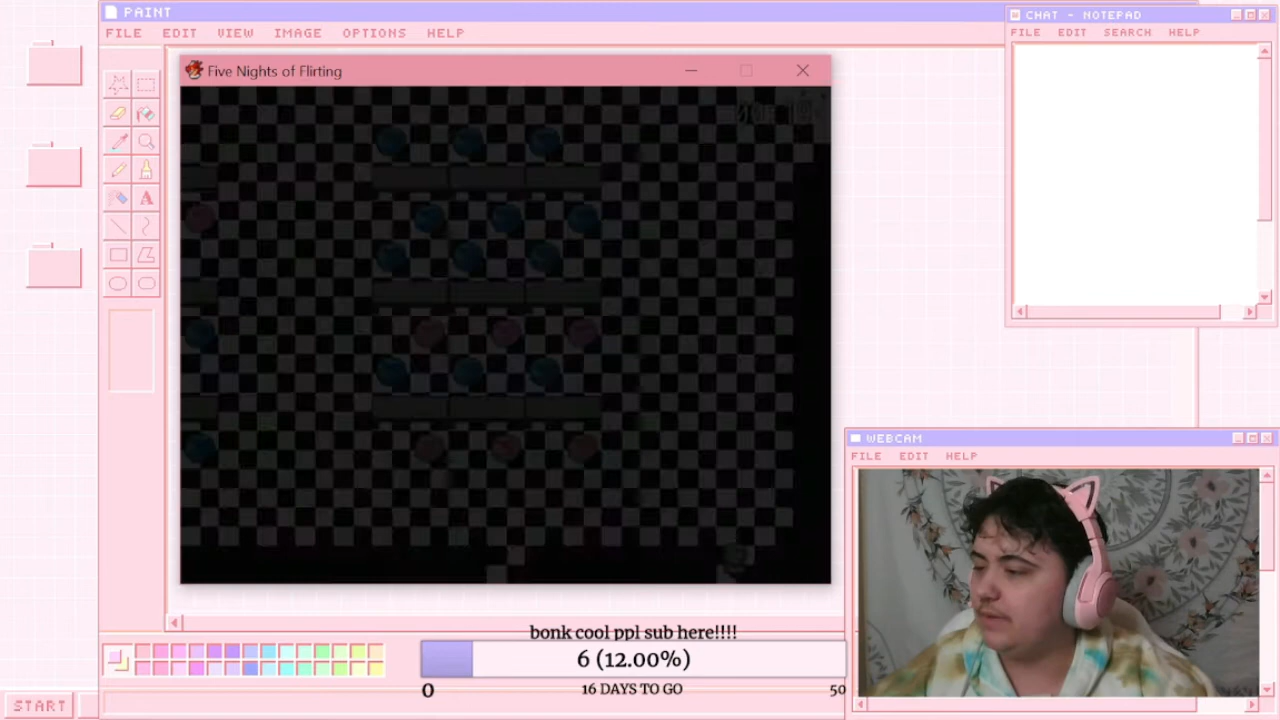 PAINT
FILE EDIT VIEW IMAGE OPTIONS HELP
Five Nights of Flirting
CHAT - NOTEPAD
FILE EDIT SEARCH HELP
WEBCAM
FILE EDIT HELP
A
bonk cool ppl sub here!!!!
6 (12.00%)
0 16 DAYS TO GO 50
START